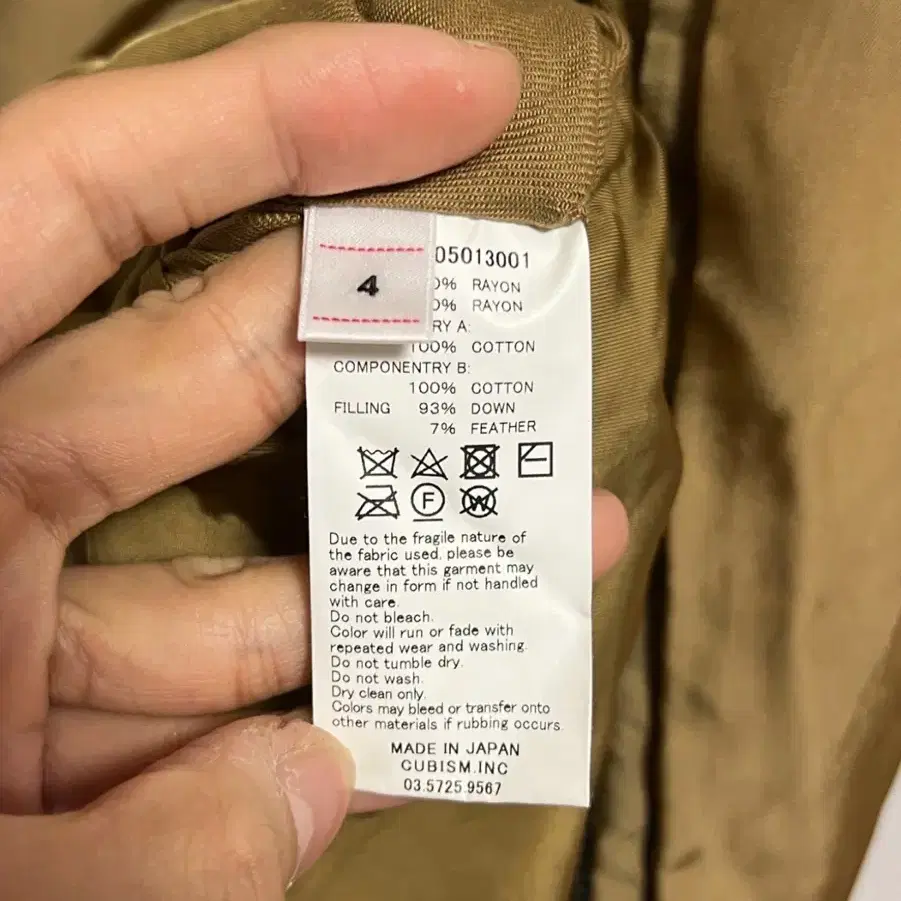 4
05013001
0% RAYON
0% RAYON
RY A:
100% COTTON
COMPONENTRY B:
100% COTTON
FILLING 93% DOWN
7% FEATHER
F
W
Due to the fragile nature of
the fabric used, please be
aware that this garment may
change in form if not handled
with care.
Do not bleach.
Color will run or fade with
repeated wear and washing.
Do not tumble dry.
Do not wash.
Dry clean only.
Colors may bleed or transfer onto
other materials if rubbing occurs.
MADE IN JAPAN
CUBISM.INC
03.5725.9567